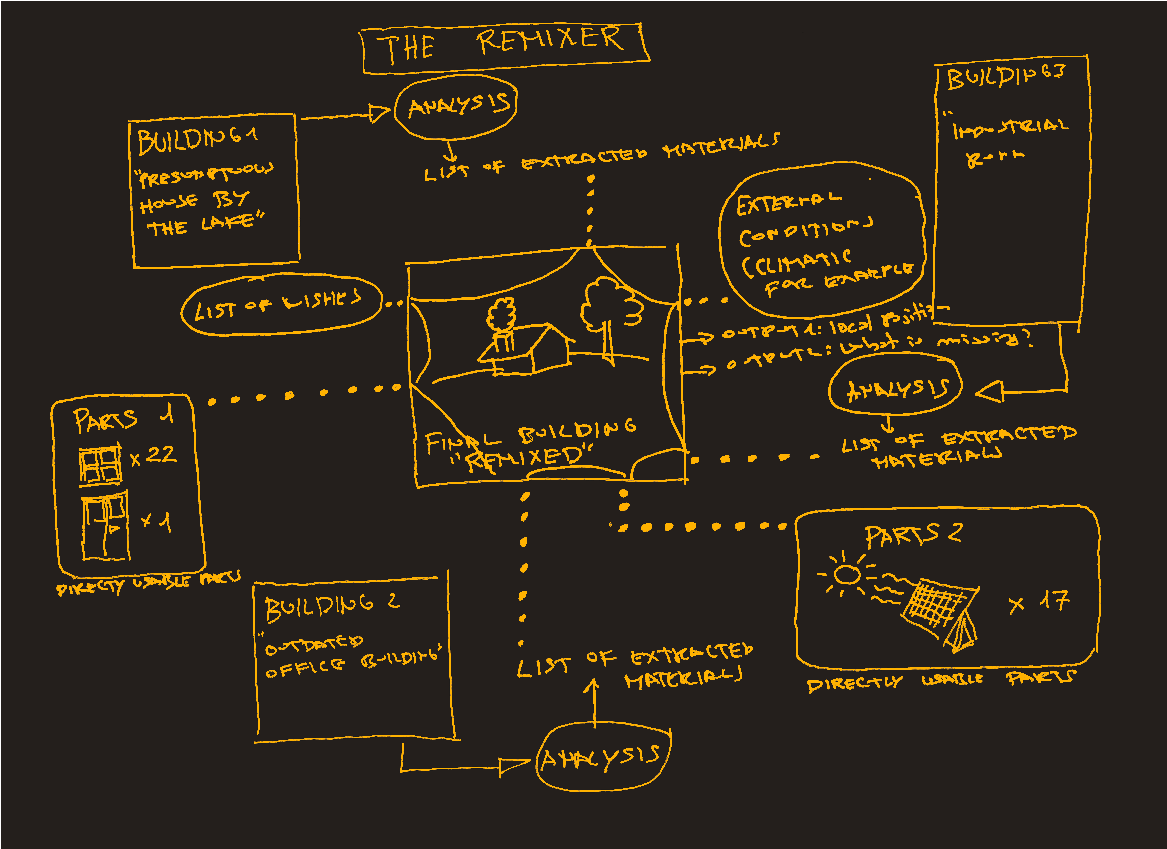 THE REMIXER
ANALYSIS
LIST OF EXTRACTED MATERIALS
BUILDING 1
"PRESUMPTUOUS
HOUSE BY
THE LAKE"
BUILDING 3
"INDUSTRIAL
EXTERNAL
CONDITIONS
(CLIMATIC
FOR EXAMPLE
LIST OF WISHES
OUTPUT 1: local position
OUTPUT 2: what is missing?
ANALYSIS
LIST OF EXTRACTED
MATERIALS
FINAL BUILDING
"REMIXED"
PARTS 1
x 22
x 1
DIRECTLY USABLE PARTS
PARTS 2
x 17
DIRECTLY USABLE PARTS
BUILDING 2
"OUTDATED
OFFICE BUILDING"
LIST OF EXTRACTED
MATERIALS
ANALYSIS